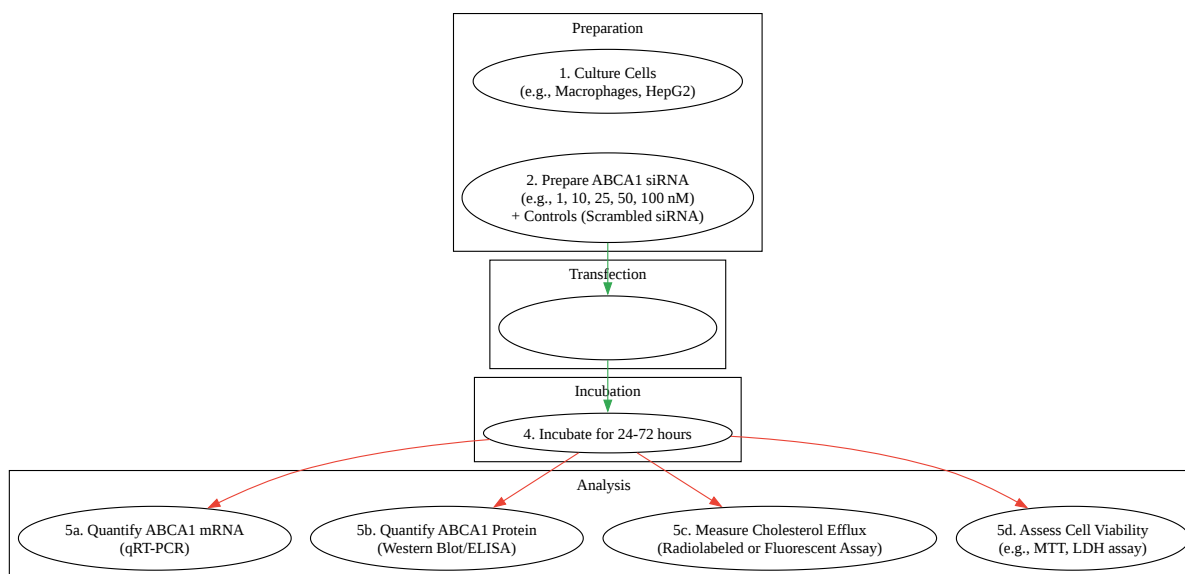 Preparation
1. Culture Cells
(e.g., Macrophages, HepG2)
2. Prepare ABCA1 siRNA
(e.g., 1, 10, 25, 50, 100 nM)
+ Controls (Scrambled siRNA)
Transfection
Incubation
4. Incubate for 24-72 hours
Analysis
5a. Quantify ABCA1 mRNA
(qRT-PCR)
5b. Quantify ABCA1 Protein
(Western Blot/ELISA)
5c. Measure Cholesterol Efflux
(Radiolabeled or Fluorescent Assay)
5d. Assess Cell Viability
(e.g., MTT, LDH assay)